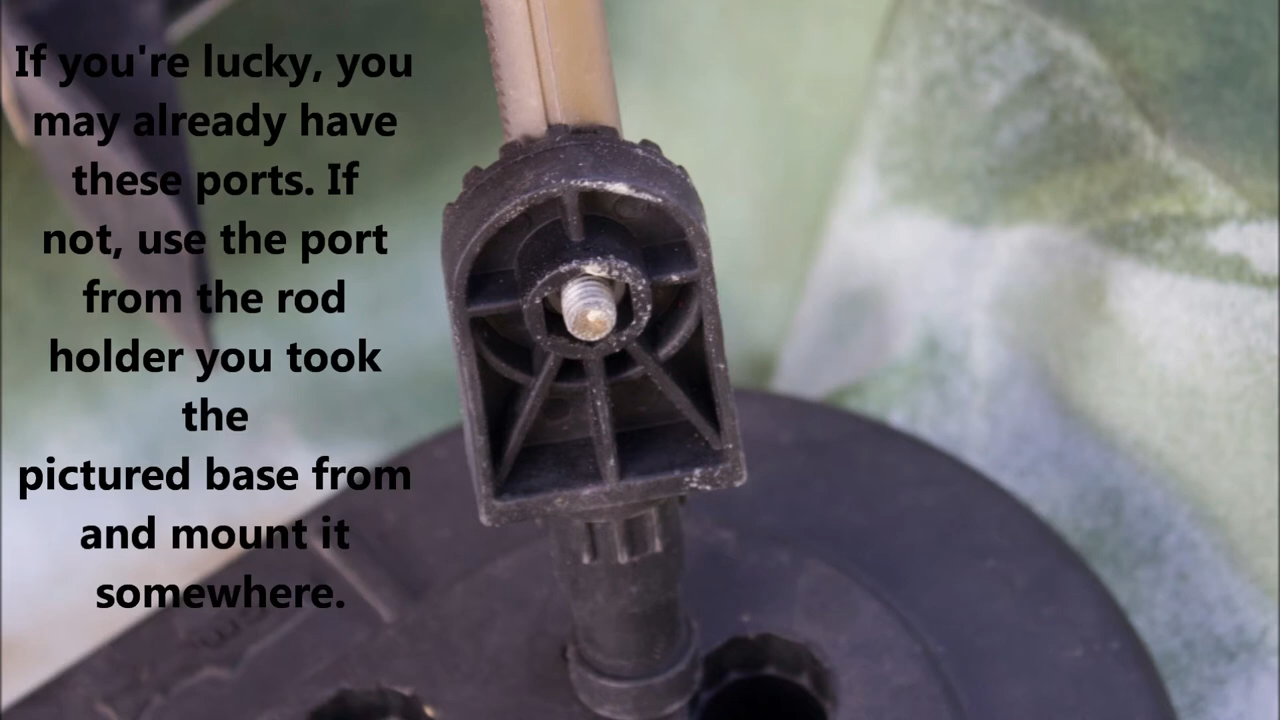 If you're lucky, you
may already have
these ports. If
not, use the port
from the rod
holder you took
the
pictured base from
and mount it
somewhere.